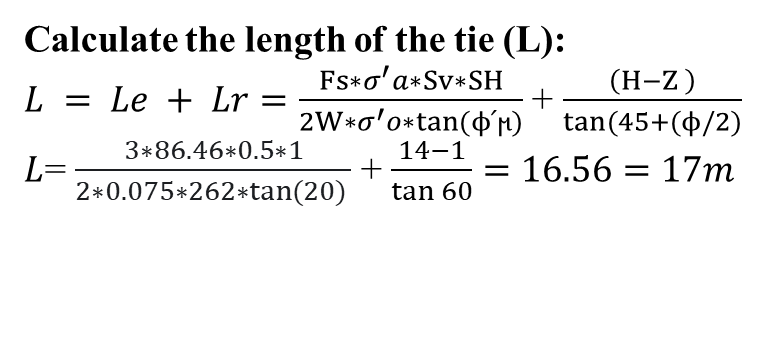 Calculate the length of the tie (L):
L = Le + Lr = Fs*σ′a*Sv*SH / 2W*σ′o*tan(ϕ´μ) + (H−Z) / tan(45+(ϕ/2)
L= 3*86.46*0.5*1 / 2*0.075*262*tan(20) + 14−1 / tan 60 = 16.56 = 17m